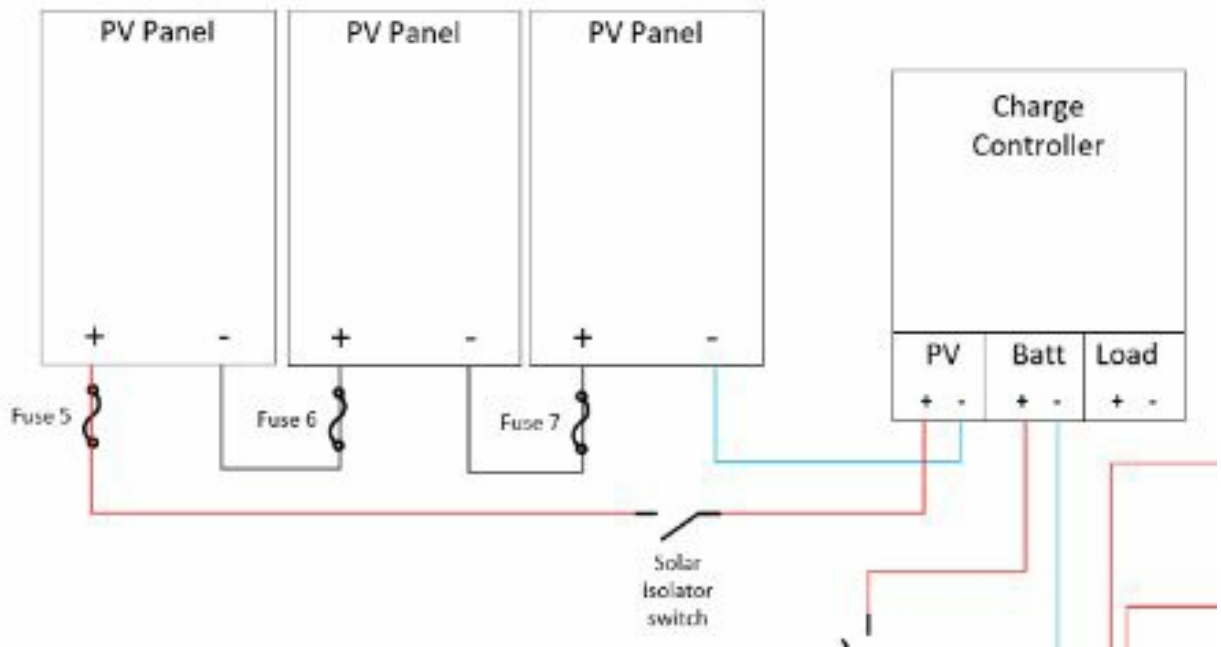 PV Panel
PV Panel
PV Panel
Charge
Controller
+ -
+ -
+ -
PV
Batt
Load
+ -
+ -
+ -
Fuse 5
Fuse 6
Fuse 7
Solar
Isolator
switch